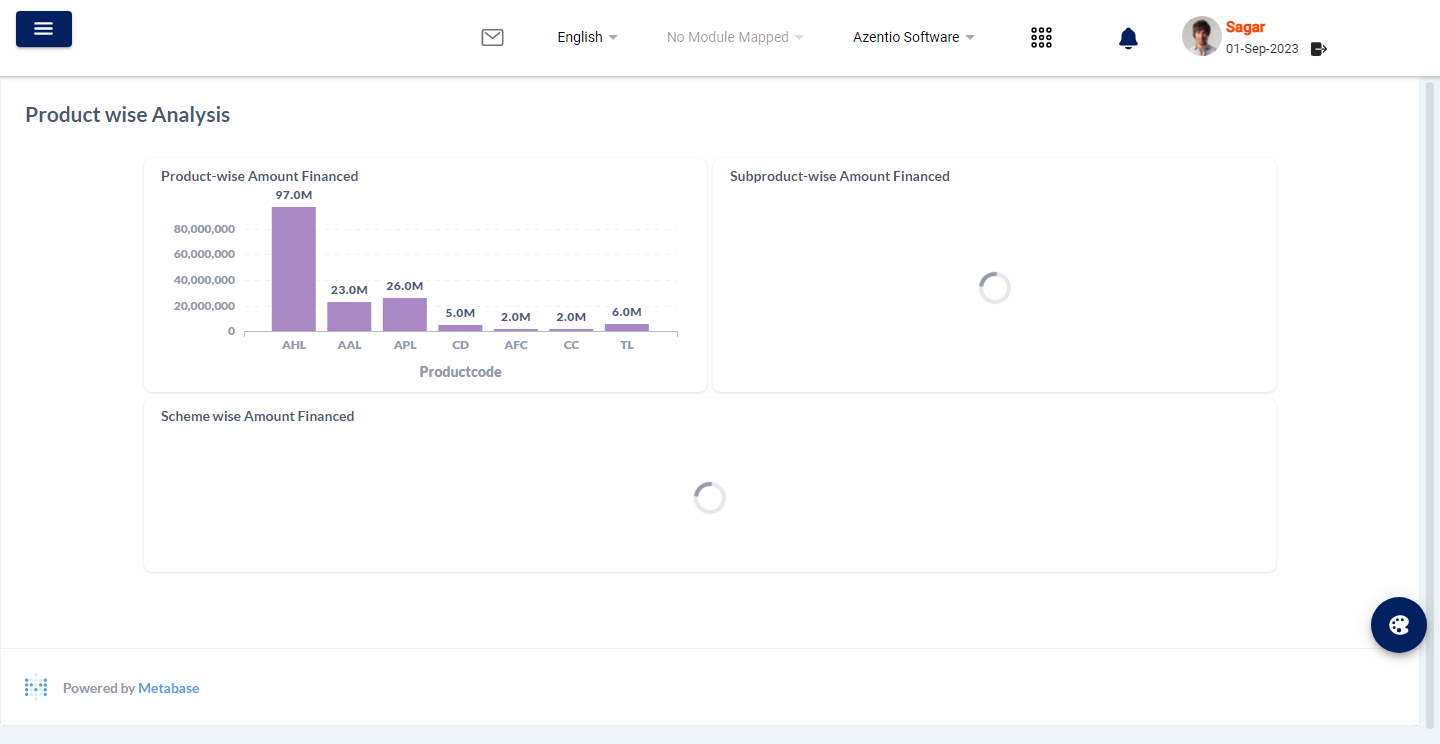 English
No Module Mapped
Azentio Software
Sagar
01-Sep-2023
Product wise Analysis
Product-wise Amount Financed
97.0M
80,000,000
60,000,000
40,000,000
20,000,000
0
23.0M
26.0M
5.0M
2.0M
2.0M
6.0M
AHL AAL APL CD AFC CC TL
Productcode
Subproduct-wise Amount Financed
Scheme wise Amount Financed
Powered by Metabase